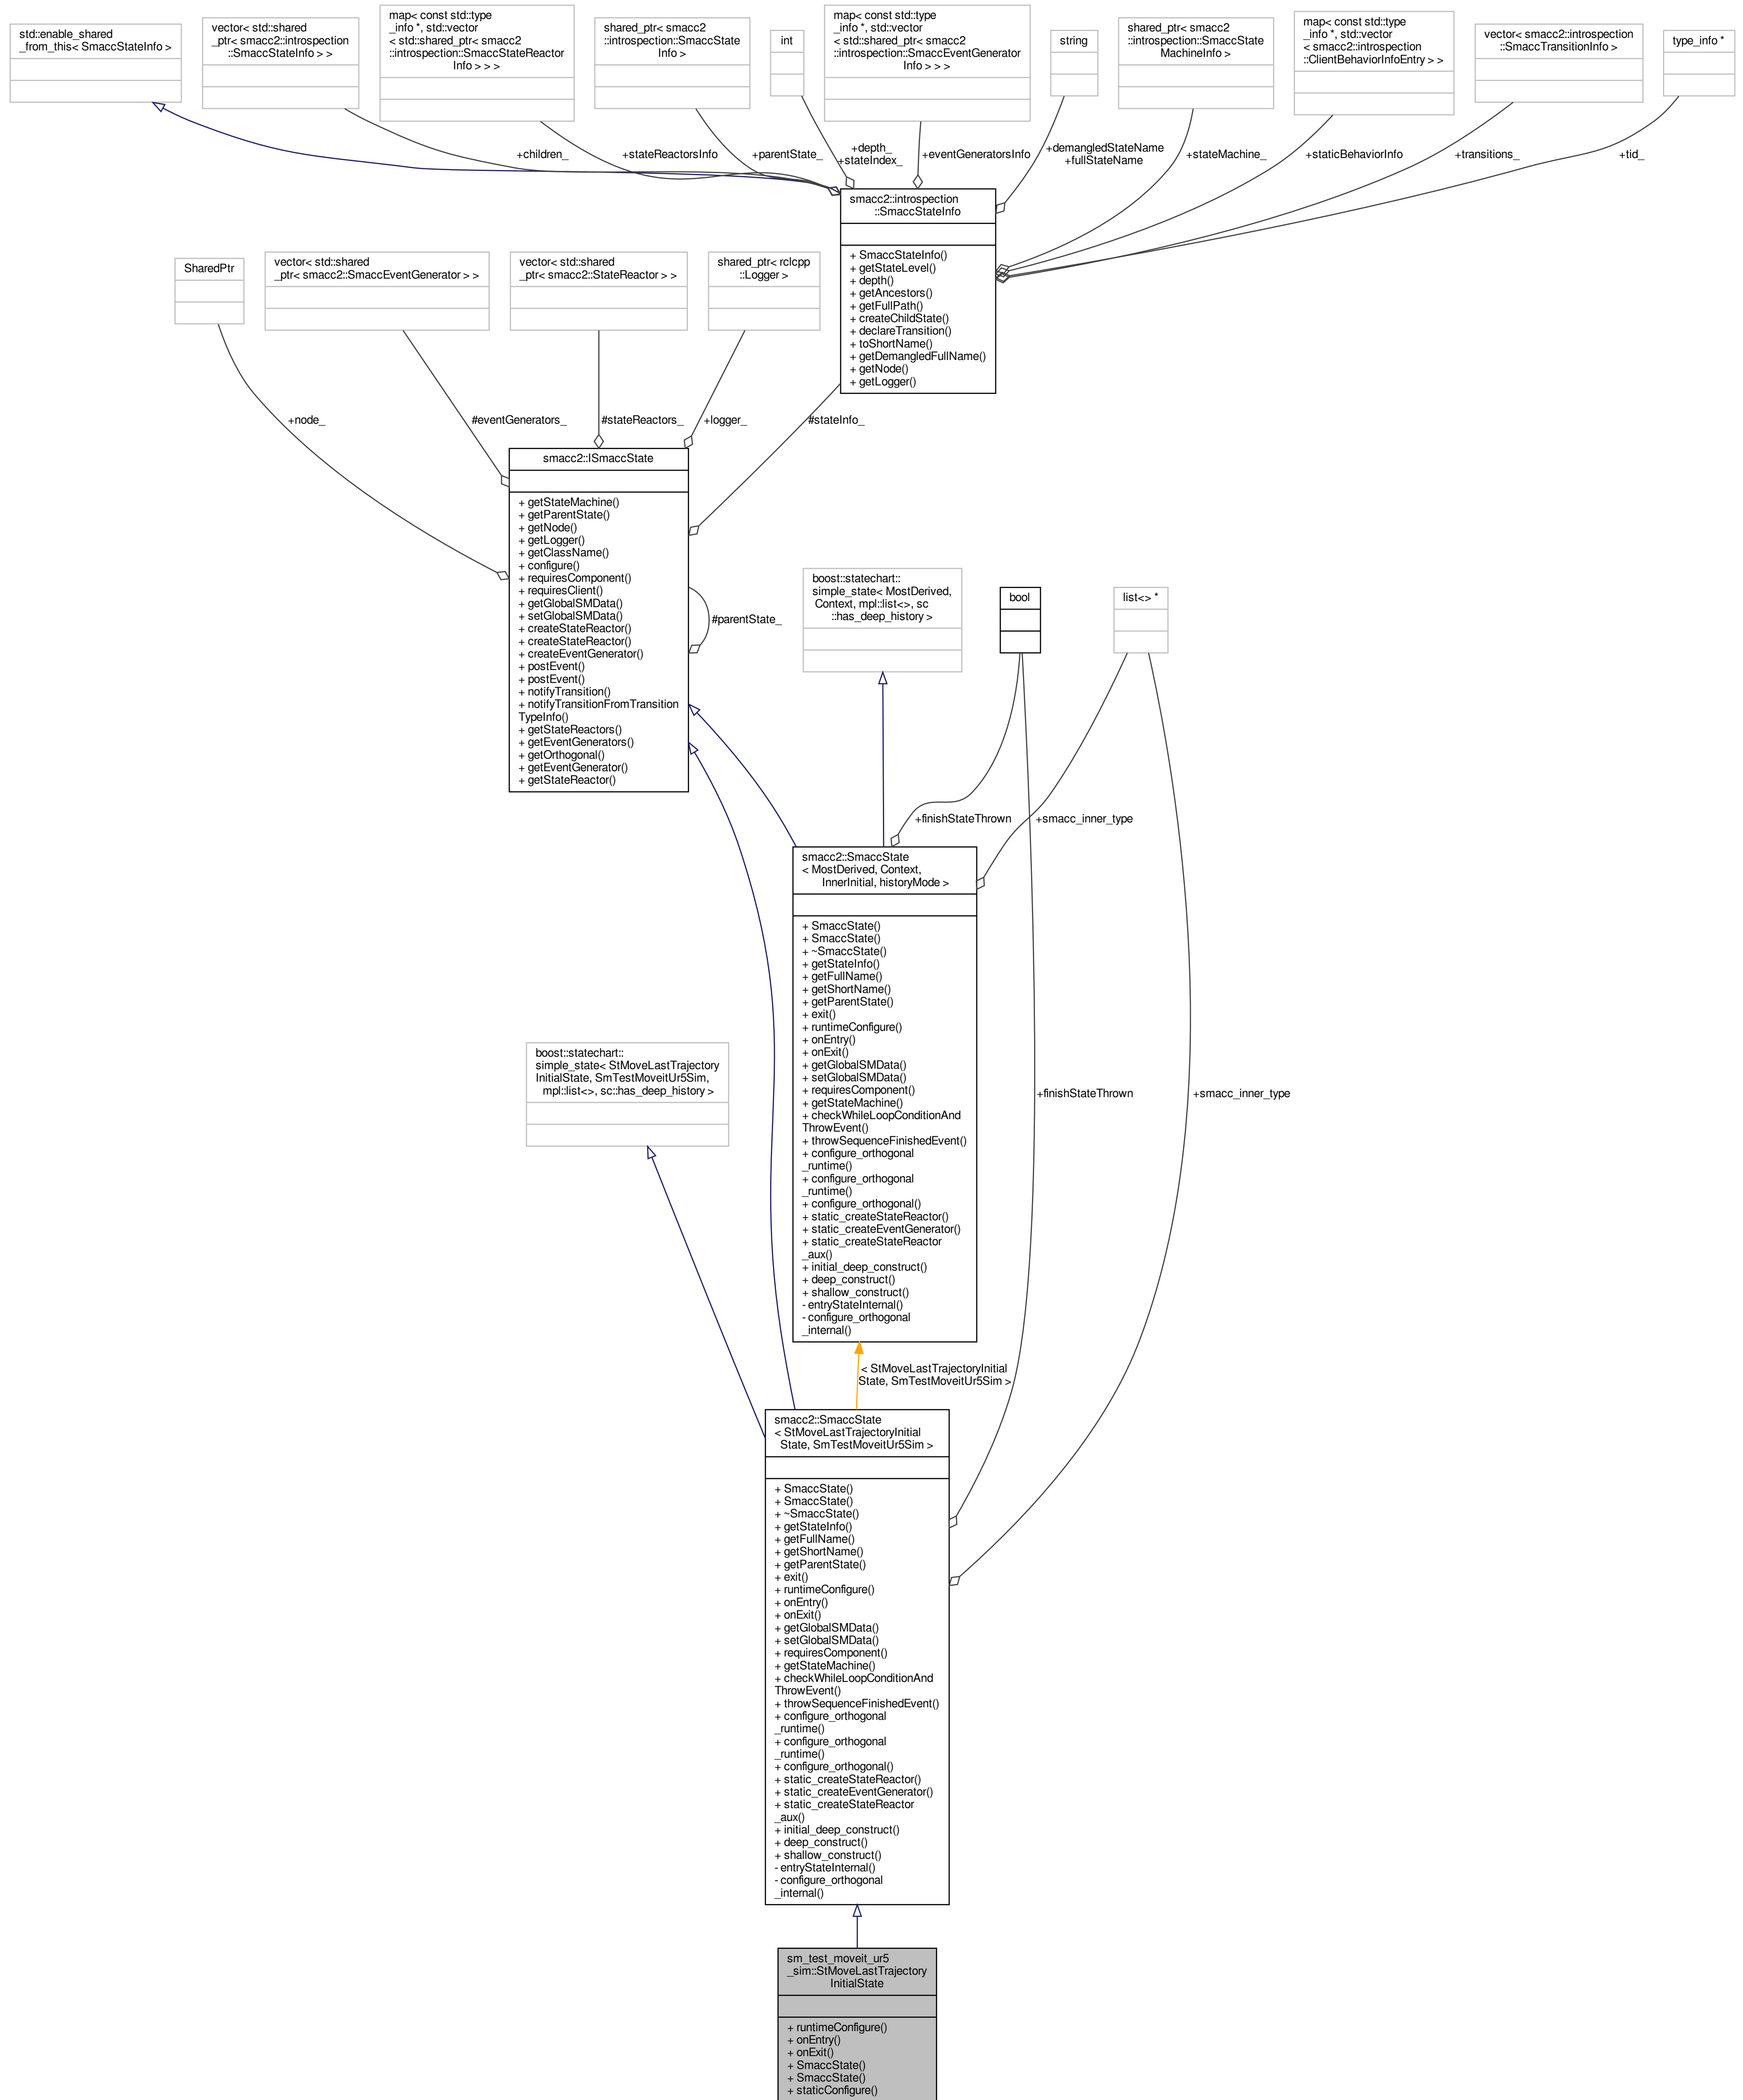 std::enable_shared
_from_this< SmaccStateInfo >
vector< std::shared
_ptr< smacc2::introspection
::SmaccStateInfo > >
map< const std::type
_info *, std::vector
< std::shared_ptr< smacc2
::introspection::SmaccStateReactor
Info > > >
shared_ptr< smacc2
::introspection::SmaccState
Info >
int
map< const std::type
_info *, std::vector
< std::shared_ptr< smacc2
::introspection::SmaccEventGenerator
Info > > >
string
shared_ptr< smacc2
::introspection::SmaccState
MachineInfo >
map< const std::type
_info *, std::vector
< smacc2::introspection
::ClientBehaviorInfoEntry > >
vector< smacc2::introspection
::SmaccTransitionInfo >
type_info *
+children_
+stateReactorsInfo
+parentState_
+depth_
+stateIndex_
+eventGeneratorsInfo
+demangledStateName
+fullStateName
+stateMachine_
+staticBehaviorInfo
+transitions_
+tid_
smacc2::introspection
::SmaccStateInfo
+ SmaccStateInfo()
+ getStateLevel()
+ depth()
+ getAncestors()
+ getFullPath()
+ createChildState()
+ declareTransition()
+ toShortName()
+ getDemangledFullName()
+ getNode()
+ getLogger()
SharedPtr
vector< std::shared
_ptr< smacc2::SmaccEventGenerator > >
vector< std::shared
_ptr< smacc2::StateReactor > >
shared_ptr< rclcpp
::Logger >
+node_
#eventGenerators_
#stateReactors_
+logger_
#stateInfo_
smacc2::ISmaccState
+ getStateMachine()
+ getParentState()
+ getNode()
+ getLogger()
+ getClassName()
+ configure()
+ requiresComponent()
+ requiresClient()
+ getGlobalSMData()
+ setGlobalSMData()
+ createStateReactor()
+ createStateReactor()
+ createEventGenerator()
+ postEvent()
+ postEvent()
+ notifyTransition()
+ notifyTransitionFromTransition
TypeInfo()
+ getStateReactors()
+ getEventGenerators()
+ getOrthogonal()
+ getEventGenerator()
+ getStateReactor()
#parentState_
boost::statechart::
simple_state< MostDerived,
Context, mpl::list<>, sc
::has_deep_history >
bool
list<> *
+finishStateThrown
+smacc_inner_type
smacc2::SmaccState
< MostDerived, Context,
InnerInitial, historyMode >
+ SmaccState()
+ SmaccState()
+ ~SmaccState()
+ getStateInfo()
+ getFullName()
+ getShortName()
+ getParentState()
+ exit()
+ runtimeConfigure()
+ onEntry()
+ onExit()
+ getGlobalSMData()
+ setGlobalSMData()
+ requiresComponent()
+ getStateMachine()
+ checkWhileLoopConditionAnd
ThrowEvent()
+ throwSequenceFinishedEvent()
+ configure_orthogonal
_runtime()
+ configure_orthogonal
_runtime()
+ configure_orthogonal()
+ static_createStateReactor()
+ static_createEventGenerator()
+ static_createStateReactor
_aux()
+ initial_deep_construct()
+ deep_construct()
+ shallow_construct()
- entryStateInternal()
- configure_orthogonal
_internal()
boost::statechart::
simple_state< StMoveLastTrajectory
InitialState, SmTestMoveitUr5Sim,
mpl::list<>, sc::has_deep_history >
+finishStateThrown
+smacc_inner_type
< StMoveLastTrajectoryInitial
State, SmTestMoveitUr5Sim >
smacc2::SmaccState
< StMoveLastTrajectoryInitial
State, SmTestMoveitUr5Sim >
+ SmaccState()
+ SmaccState()
+ ~SmaccState()
+ getStateInfo()
+ getFullName()
+ getShortName()
+ getParentState()
+ exit()
+ runtimeConfigure()
+ onEntry()
+ onExit()
+ getGlobalSMData()
+ setGlobalSMData()
+ requiresComponent()
+ getStateMachine()
+ checkWhileLoopConditionAnd
ThrowEvent()
+ throwSequenceFinishedEvent()
+ configure_orthogonal
_runtime()
+ configure_orthogonal
_runtime()
+ configure_orthogonal()
+ static_createStateReactor()
+ static_createEventGenerator()
+ static_createStateReactor
_aux()
+ initial_deep_construct()
+ deep_construct()
+ shallow_construct()
- entryStateInternal()
- configure_orthogonal
_internal()
sm_test_moveit_ur5
_sim::StMoveLastTrajectory
InitialState
+ runtimeConfigure()
+ onEntry()
+ onExit()
+ SmaccState()
+ SmaccState()
+ staticConfigure()